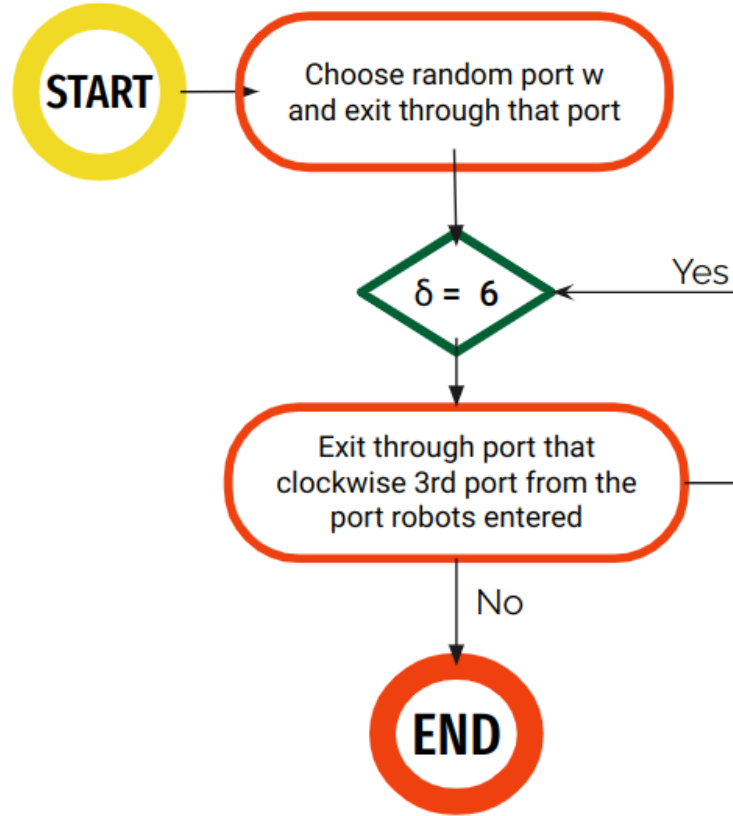 START
Choose random port w
and exit through that port
δ = 6
Yes
Exit through port that
clockwise 3rd port from the
port robots entered
No
END